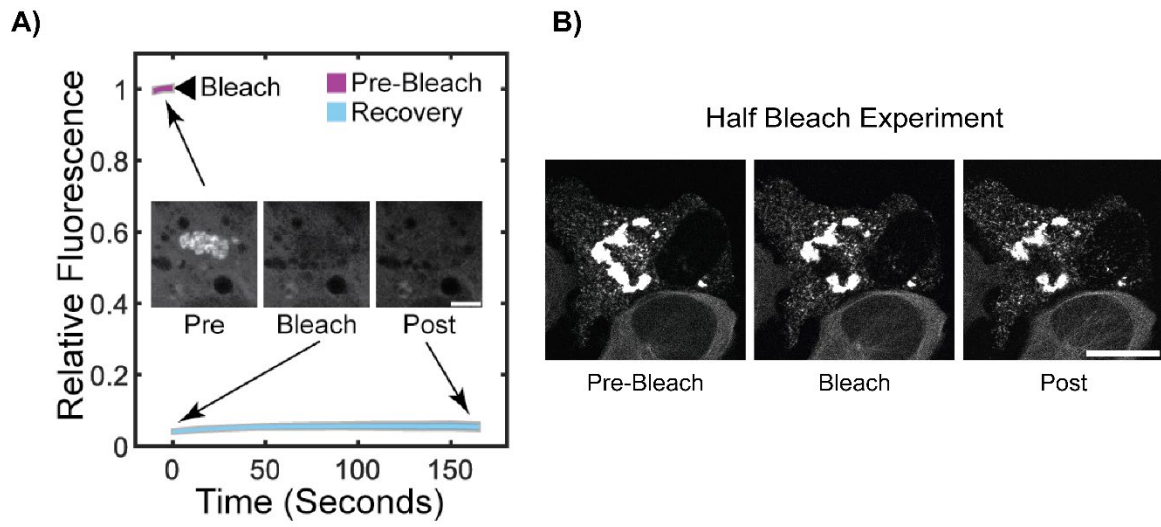 A)
Relative Fluorescence
1
0.8
0.6
0.4
0.2
0
Bleach
Pre-Bleach
Recovery
Pre
Bleach
Post
0
50
100
150
Time (Seconds)
B)
Half Bleach Experiment
Pre-Bleach
Bleach
Post